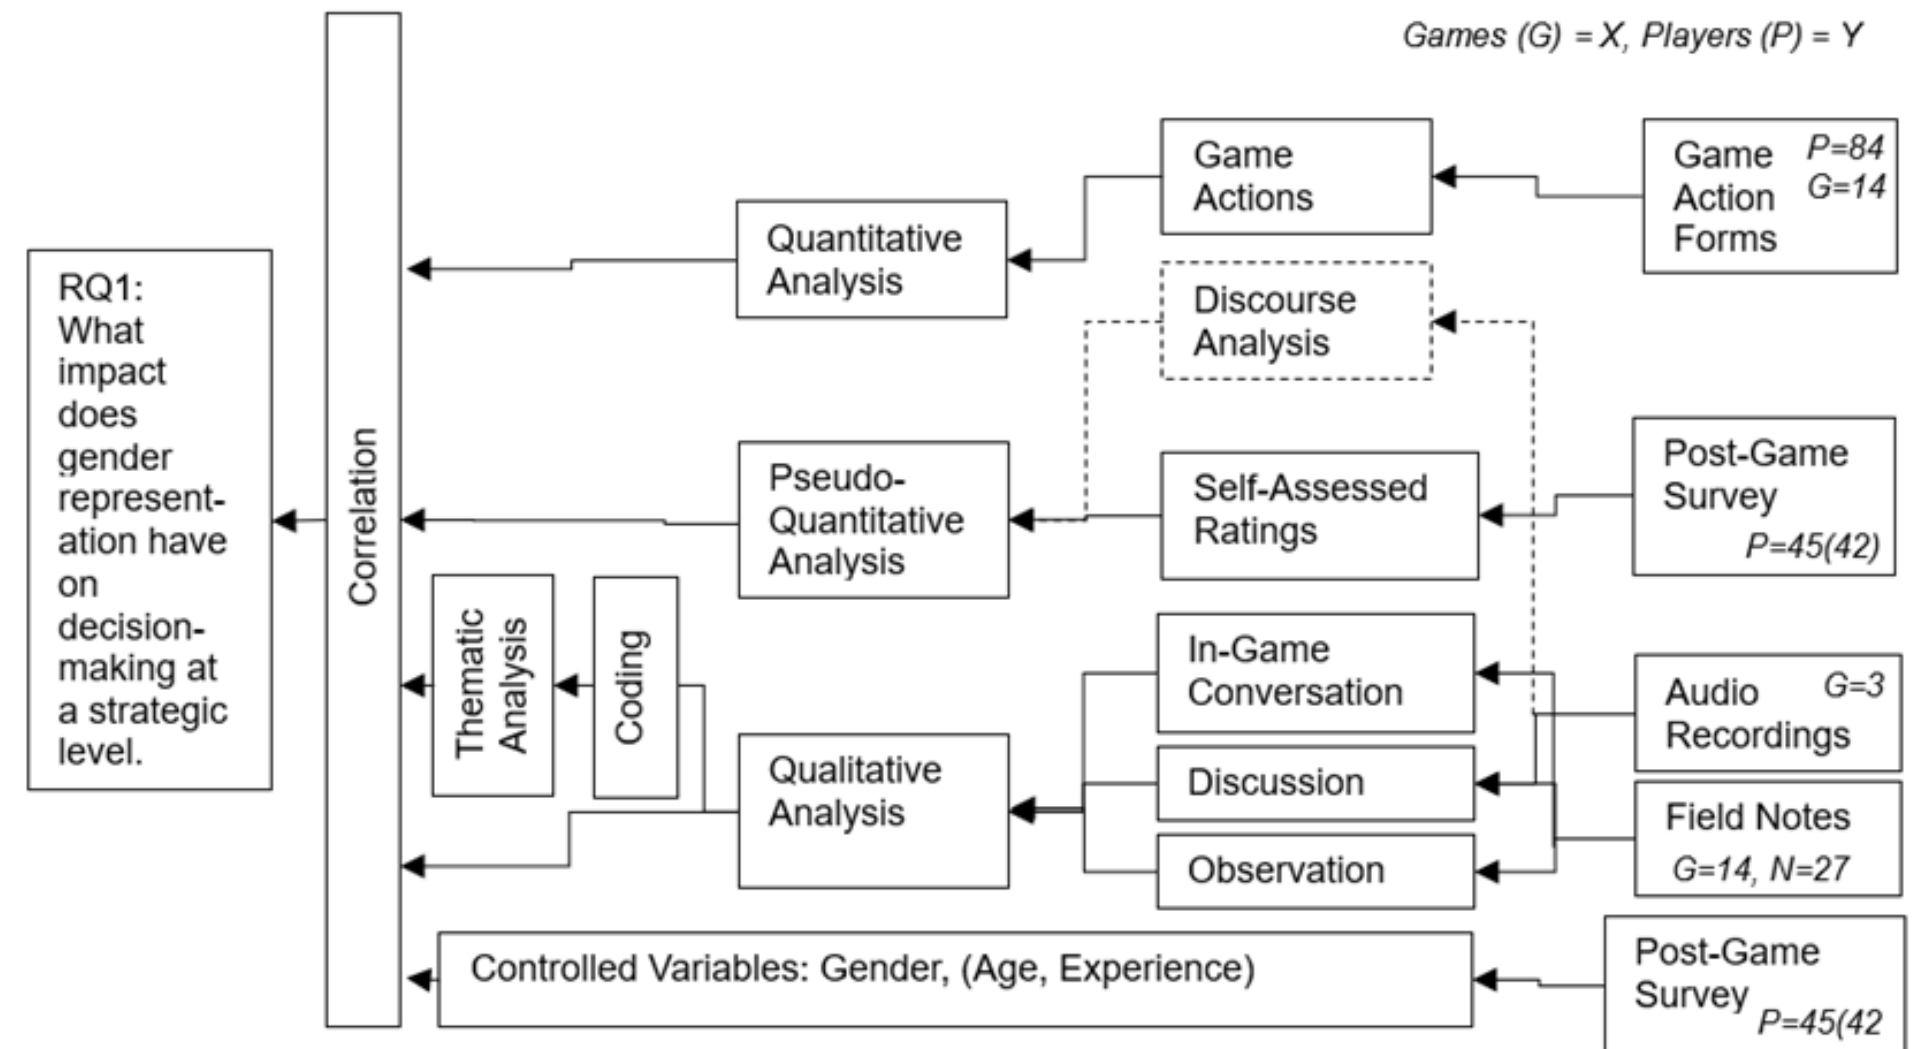 Games (G) = X, Players (P) = Y
RQ1:
What
impact
does
gender
represent-
ation have
on
decision-
making at
a strategic
level.
Correlation
Quantitative
Analysis
Game
Actions
Game
Action
Forms
P=84
G=14
Discourse
Analysis
Pseudo-
Quantitative
Analysis
Self-Assessed
Ratings
Post-Game
Survey
P=45(42)
Thematic
Analysis
Coding
Qualitative
Analysis
In-Game
Conversation
Discussion
Observation
Audio
Recordings
G=3
Field Notes
G=14, N=27
Controlled Variables: Gender, (Age, Experience)
Post-Game
Survey
P=45(42